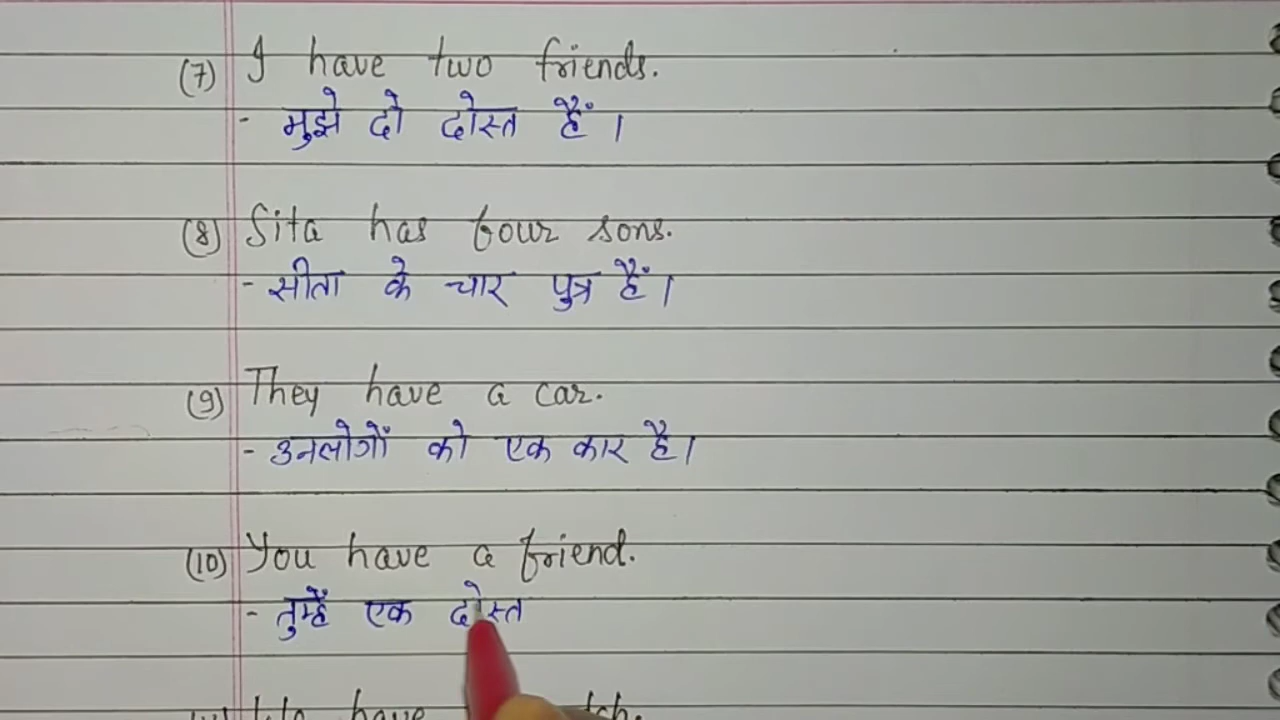 (7) I have two friends.
- मुझे दो दोस्त हैं।
(8) Sita has four sons.
- सीता के चार पुत्र हैं।
(9) They have a car.
- उनलोगों को एक कार है।
(10) You have a friend.
- तुम्हें एक दोस्त
have